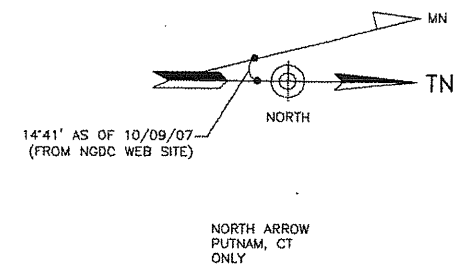 MN
TN
NORTH
14°41' AS OF 10/09/07
(FROM NGDC WEB SITE)
NORTH ARROW
PUTNAM, CT
ONLY